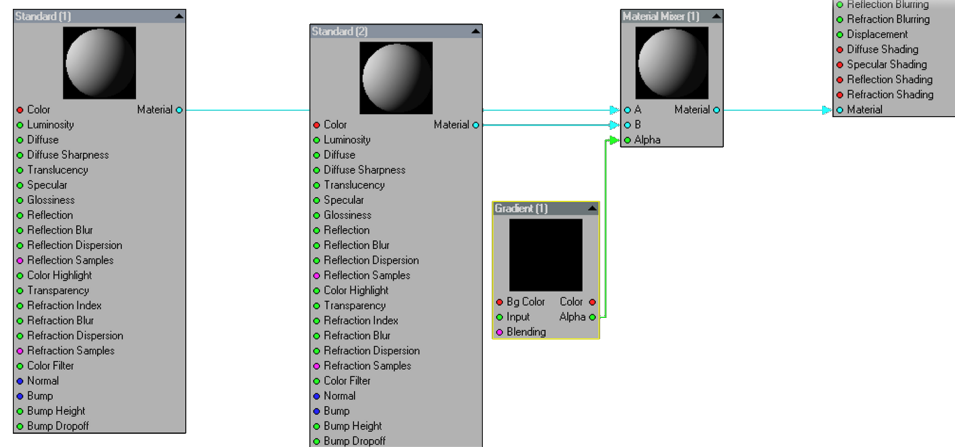 Standard (1)
Color
Material
Luminosity
Diffuse
Diffuse Sharpness
Translucency
Specular
Glossiness
Reflection
Reflection Blur
Reflection Dispersion
Reflection Samples
Color Highlight
Transparency
Refraction Index
Refraction Blur
Refraction Dispersion
Refraction Samples
Color Filter
Normal
Bump
Bump Height
Bump Dropoff
Standard (2)
Color
Material
Luminosity
Diffuse
Diffuse Sharpness
Translucency
Specular
Glossiness
Reflection
Reflection Blur
Reflection Dispersion
Reflection Samples
Color Highlight
Transparency
Refraction Index
Refraction Blur
Refraction Dispersion
Refraction Samples
Color Filter
Normal
Bump
Bump Height
Bump Dropoff
Gradient (1)
Bg Color
Color
Input
Alpha
Blending
Material Mixer (1)
A
Material
B
Alpha
Reflection Blurring
Refraction Blurring
Displacement
Diffuse Shading
Specular Shading
Reflection Shading
Refraction Shading
Material